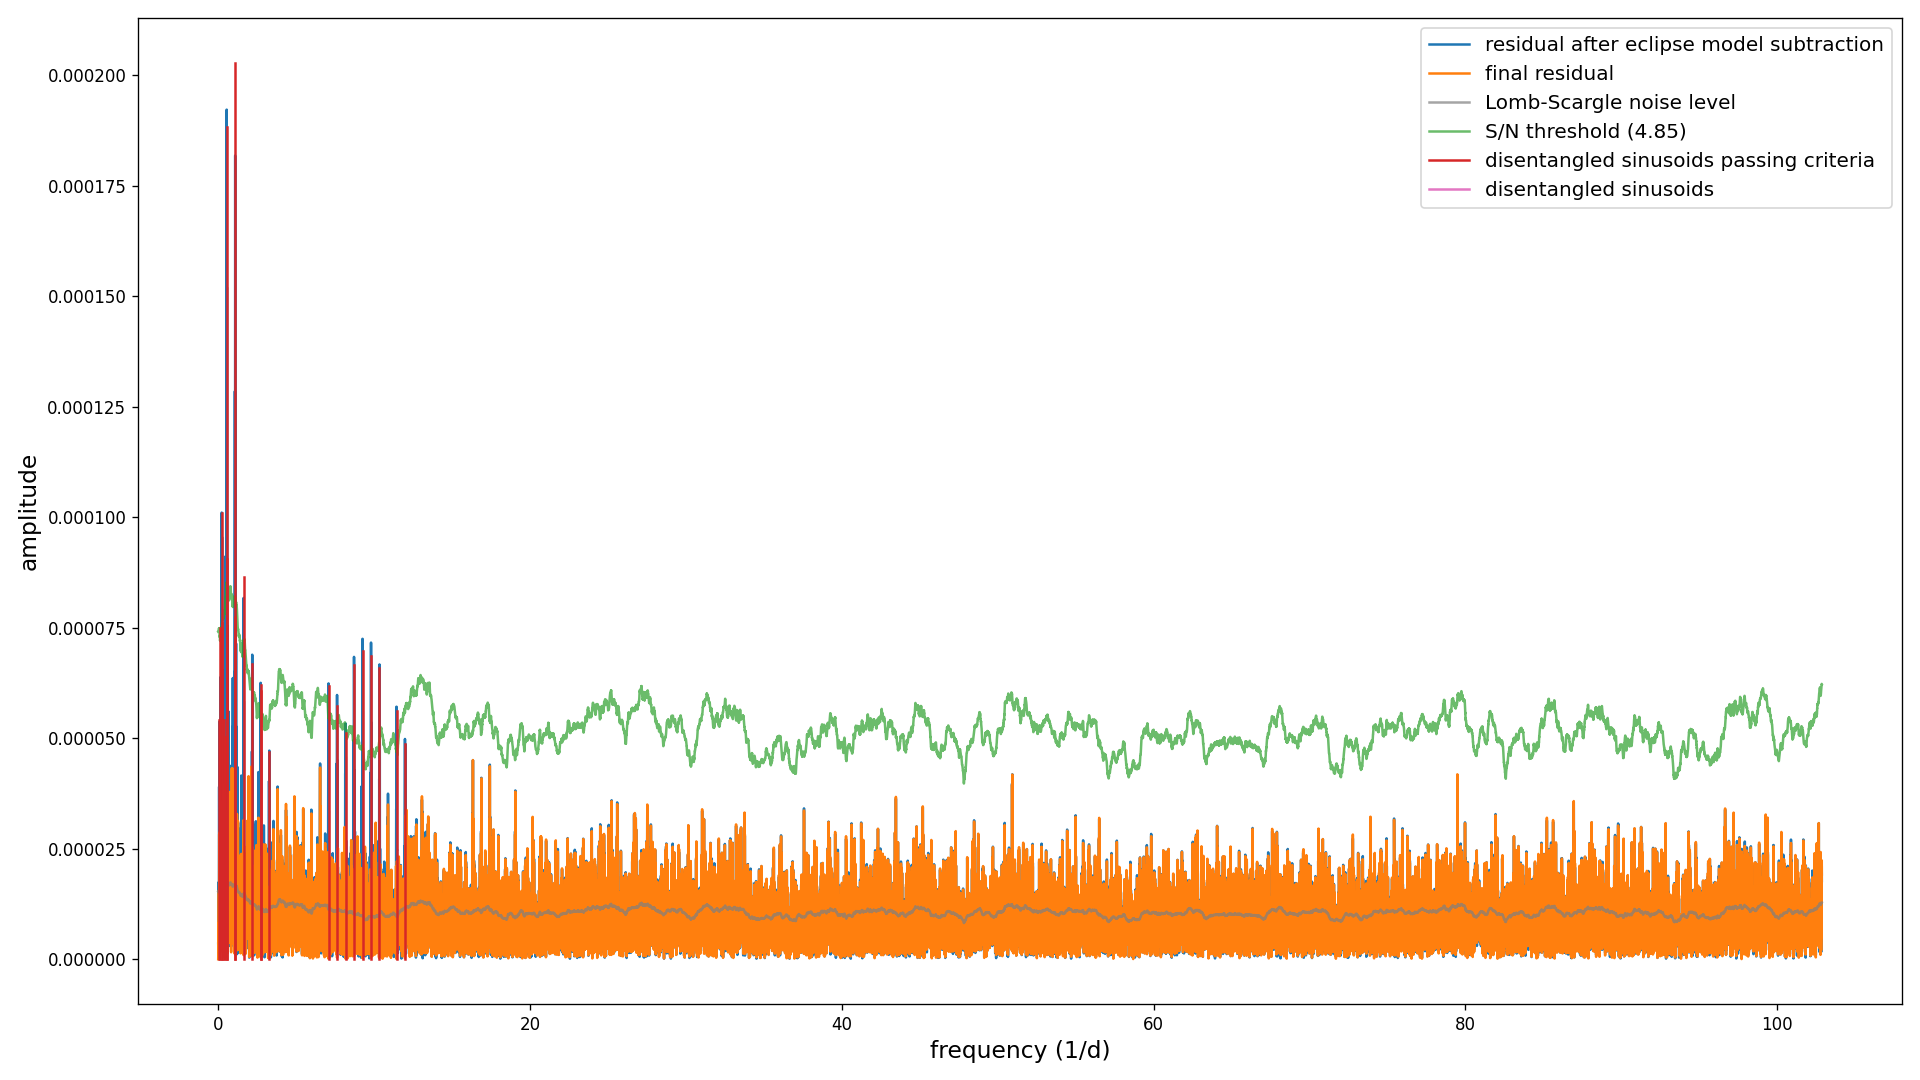 residual after eclipse model subtraction
final residual
Lomb-Scargle noise level
S/N threshold (4.85)
disentangled sinusoids passing criteria
disentangled sinusoids
0.000200
0.000175
0.000150
0.000125
0.000100
0.000075
0.000050
0.000025
0.000000
amplitude
0 20 40 60 80 100
frequency (1/d)